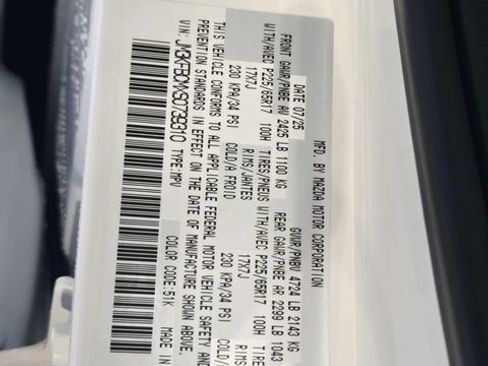 MFD. BY MAZDA MOTOR CORPORATION
DATE 07/25 GVWR/PNBV 4724 LB 2143 KG
FRONT GAWR/PNBE AV 2425 LB 1100 KG REAR GAWR/PNBE AR 2299 LB 1043
WITH/AVEC P225/65R17 100H TIRES/PNEUS WITH/AVEC P225/65R17 100H TIRE
17X7J RIMS/JANTES 17X7J
230 KPA/34 PSI COLD/A FROID 230 KPA/34 PSI COLD/A
THIS VEHICLE CONFORMS TO ALL APPLICABLE FEDERAL MOTOR VEHICLE SAFETY AND
PREVENTION STANDARDS IN EFFECT ON THE DATE OF MANUFACTURE SHOWN ABOVE.
VIN: TYPE:MPV MADE IN
COLOR CODE:51K